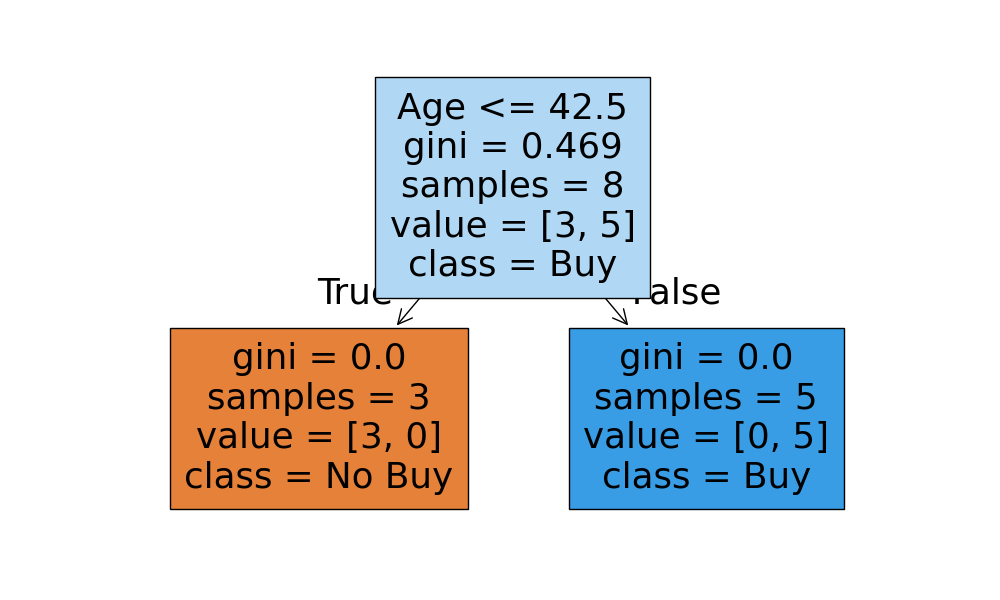 Age <= 42.5
gini = 0.469
samples = 8
value = [3, 5]
class = Buy
True
False
gini = 0.0
samples = 3
value = [3, 0]
class = No Buy
gini = 0.0
samples = 5
value = [0, 5]
class = Buy